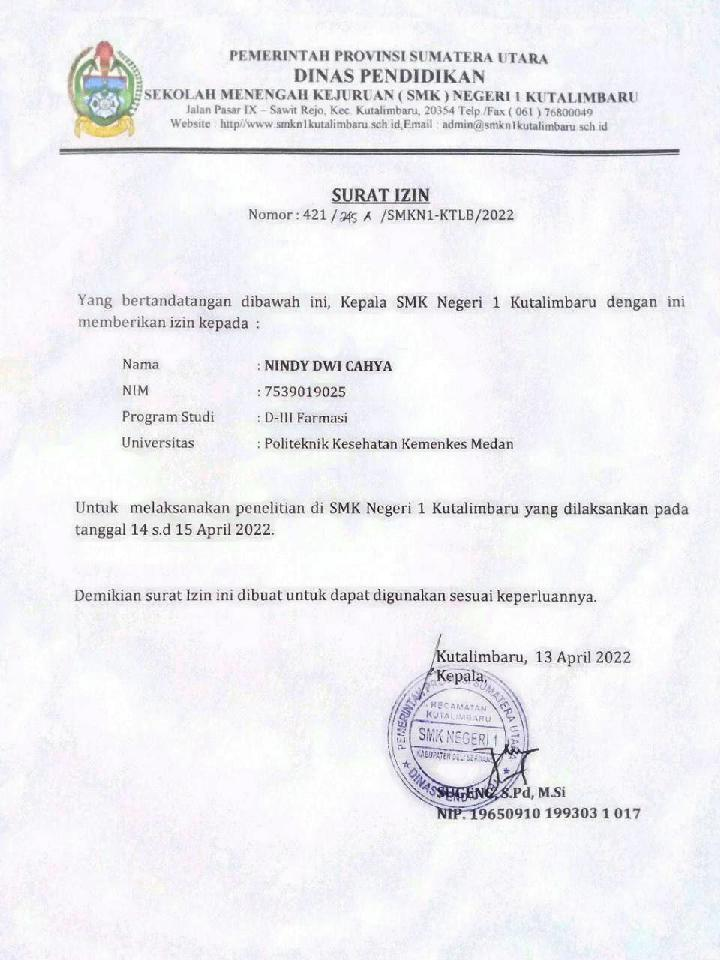 PEMERINTAH PROVINSI SUMATERA UTARA
DINAS PENDIDIKAN
SEKOLAH MENENGAH KEJURUAN ( SMK ) NEGERI 1 KUTALIMBARU
Jalan Pasar IX – Sawit Rejo, Kec. Kutalimbaru, 20354 Telp /Fax ( 061 ) 76800049
Website : http//www.smkn1kutalimbaru.sch.id,Email : admin@smkn1kutalimbaru.sch.id
SURAT IZIN
Nomor : 421 / /SMKN1-KTLB/2022
Yang bertandatangan dibawah ini, Kepala SMK Negeri 1 Kutalimbaru dengan ini
memberikan izin kepada :
Nama : NINDY DWI CAHYA
NIM : 7539019025
Program Studi : D-III Farmasi
Universitas : Politeknik Kesehatan Kemenkes Medan
Untuk melaksanakan penelitian di SMK Negeri 1 Kutalimbaru yang dilaksankan pada
tanggal 14 s.d 15 April 2022.
Demikian surat Izin ini dibuat untuk dapat digunakan sesuai keperluannya.
Kutalimbaru, 13 April 2022
Kepala,
PEMERINTAH PROVINSI SUMATERA UTARA
KECAMATAN
KUTALIMBARU
SMK NEGERI 1
KABUPATEN DELI SERDANG
DINAS PENDIDIKAN
SUGENG, S.Pd, M.Si
NIP. 19650910 199303 1 017